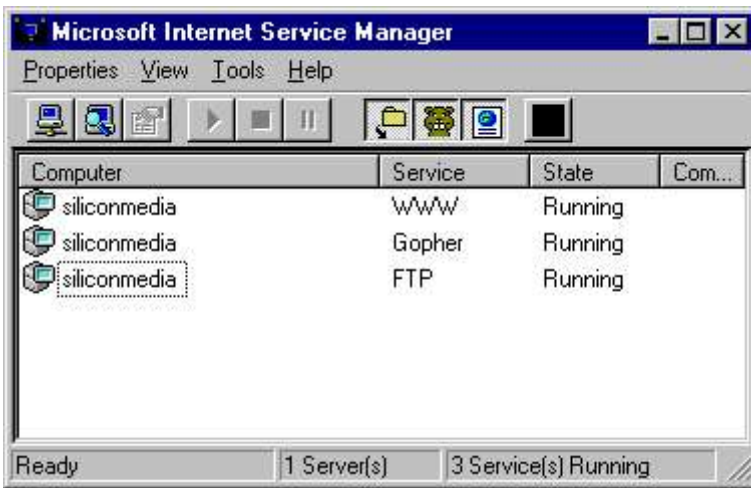 Microsoft Internet Service Manager
Properties View Tools Help
Computer Service State Com...
siliconmedia WWW Running
siliconmedia Gopher Running
siliconmedia FTP Running
Ready 1 Server(s) 3 Service(s) Running